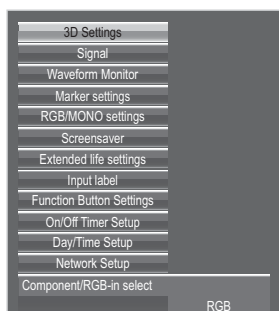 3D Settings
Signal
Waveform Monitor
Marker settings
RGB/MONO settings
Screensaver
Extended life settings
Input label
Function Button Settings
On/Off Timer Setup
Day/Time Setup
Network Setup
Component/RGB-in select
RGB